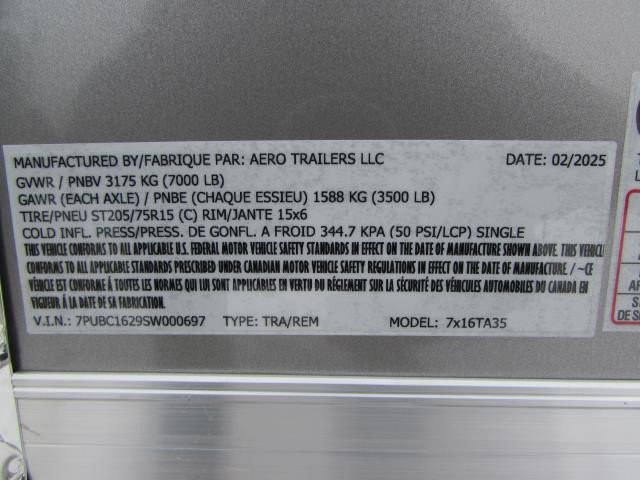 MANUFACTURED BY/FABRIQUE PAR: AERO TRAILERS LLC DATE: 02/2025
GVWR / PNBV 3175 KG (7000 LB)
GAWR (EACH AXLE) / PNBE (CHAQUE ESSIEU) 1588 KG (3500 LB)
TIRE/PNEU ST205/75R15 (C) RIM/JANTE 15x6
COLD INFL. PRESS/PRESS. DE GONFL. A FROID 344.7 KPA (50 PSI/LCP) SINGLE
THIS VEHICLE CONFORMS TO ALL APPLICABLE U.S. FEDERAL MOTOR VEHICLE SAFETY STANDARDS IN EFFECT ON THE DATE OF MANUFACTURE SHOWN ABOVE. THIS VEHICLE
CONFORMS TO ALL APPLICABLE STANDARDS PRESCRIBED UNDER CANADIAN MOTOR VEHICLE SAFETY REGULATIONS IN EFFECT ON THE DATE OF MANUFACTURE / ~CE
VÉHICULE EST CONFORME À TOUTES LES NORMES QUI LUI SONT APPLICABLES EN VERTU DU RÈGLEMENT SUR LA SÉCURITÉ DES VÉHICULES AUTOMOBILES DU CANADA EN
VIGUEUR À LA DATE DE SA FABRICATION
V.I.N.: 7PUBC1629SW000697 TYPE: TRA/REM MODEL: 7x16TA35